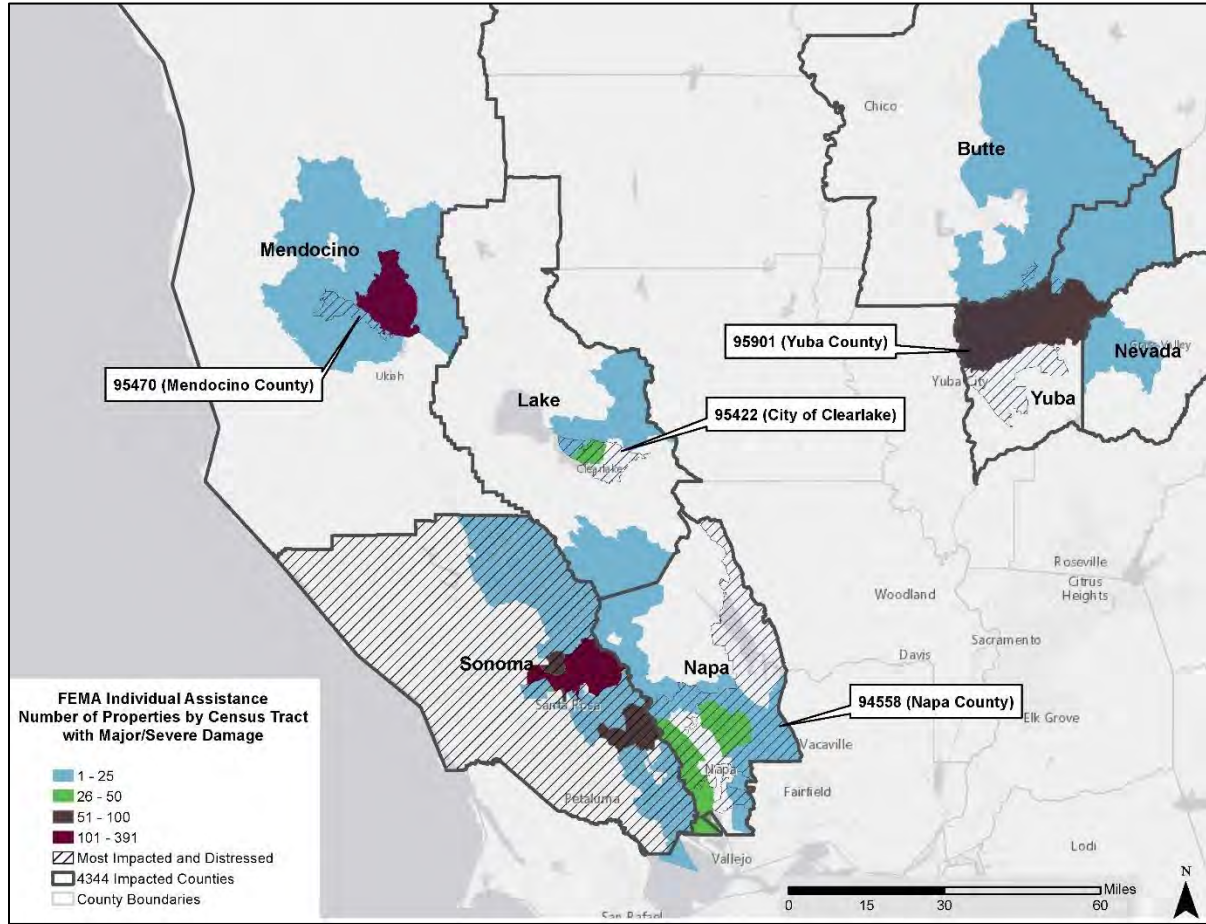 Chico
Butte
Mendocino
95901 (Yuba County)
Nevada
Yuba City
Yuba
95470 (Mendocino County)
Ukiah
Lake
95422 (City of Clearlake)
Clearlake
Roseville
Citrus
Heights
Woodland
Sacramento
Davis
Sonoma
Napa
Santa Rosa
94558 (Napa County)
Elk Grove
Vacaville
Napa
Petaluma
Fairfield
Vallejo
Lodi
San Rafael
FEMA Individual Assistance
Number of Properties by Census Tract
with Major/Severe Damage
1 - 25
26 - 50
51 - 100
101 - 391
Most Impacted and Distressed
4344 Impacted Counties
County Boundaries
N
Miles
0 15 30 60